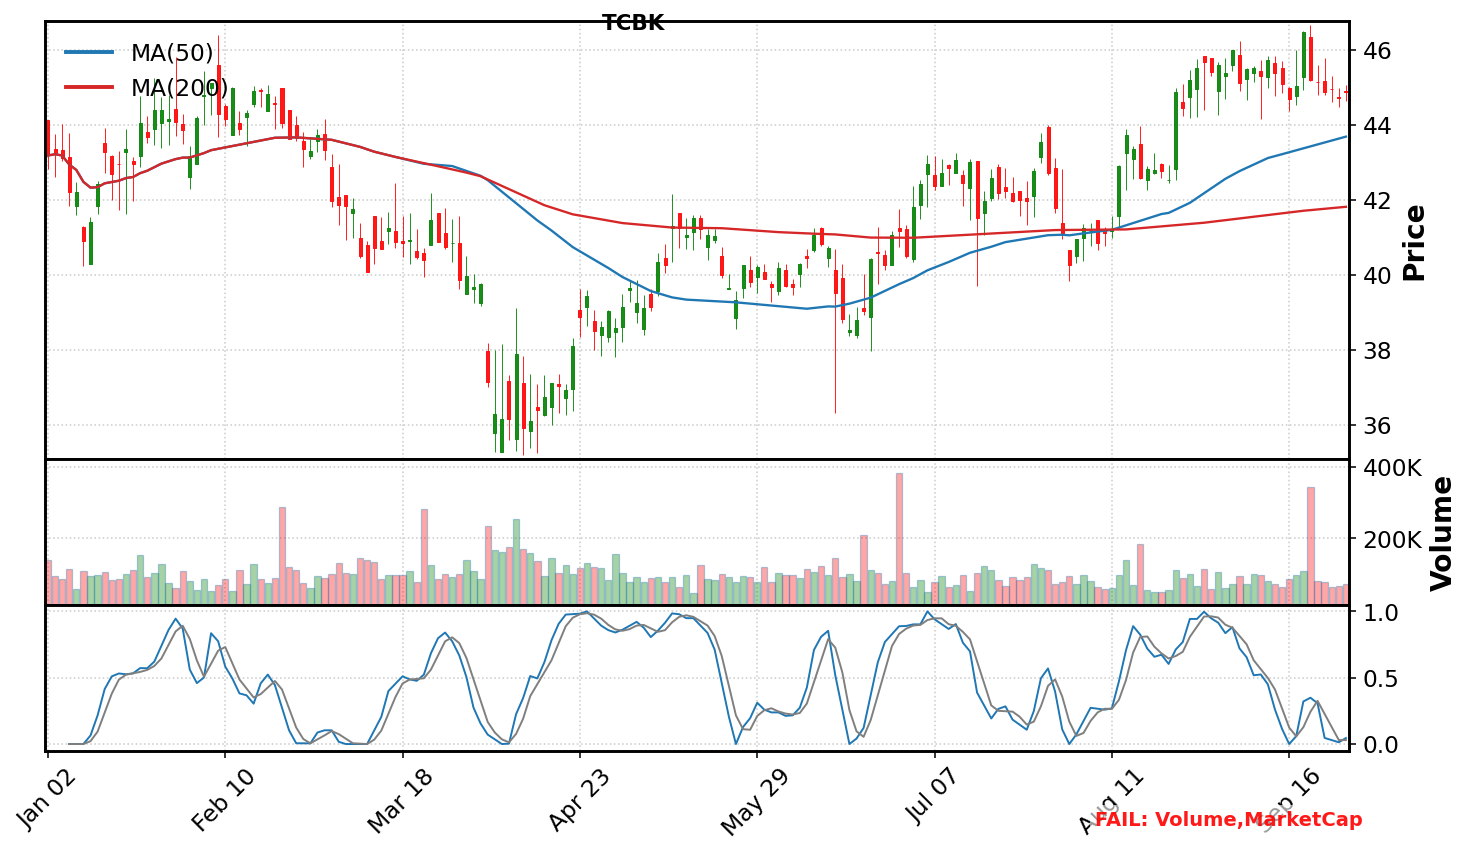 TCBK
MA(50)
MA(200)
46
44
42
40
38
36
Price
400K
200K
Volume
1.0
0.5
0.0
Jan 02
Feb 10
Mar 18
Apr 23
May 29
Jul 07
Aug 11
Sep 16
FAIL: Volume,MarketCap